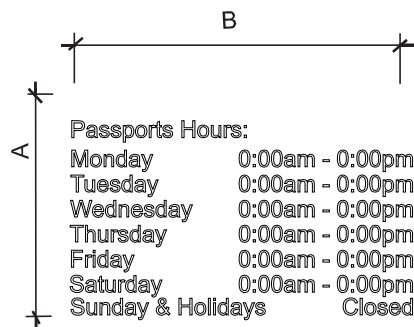 B
A
Passports Hours:
Monday 0:00am - 0:00pm
Tuesday 0:00am - 0:00pm
Wednesday 0:00am - 0:00pm
Thursday 0:00am - 0:00pm
Friday 0:00am - 0:00pm
Saturday 0:00am - 0:00pm
Sunday & Holidays Closed